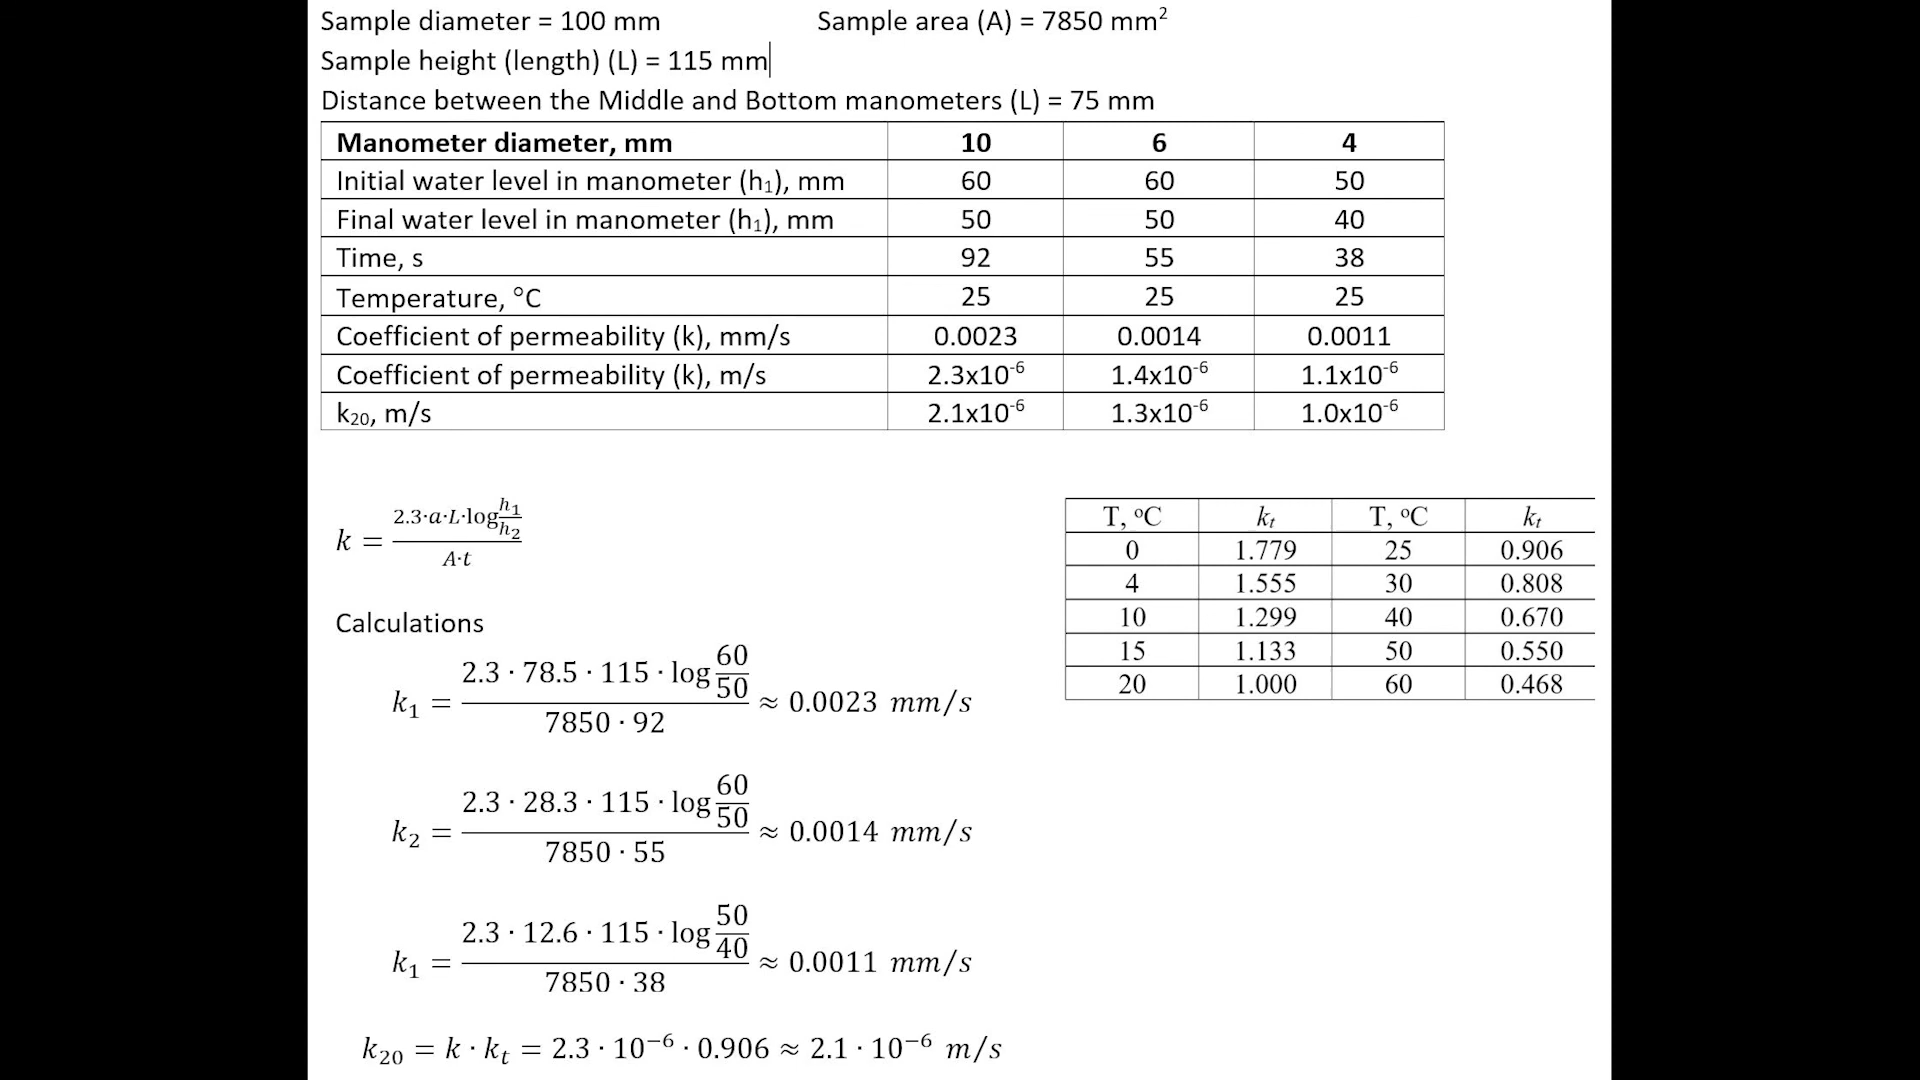 Sample diameter = 100 mm Sample area (A) = 7850 mm²
Sample height (length) (L) = 115 mm
Distance between the Middle and Bottom manometers (L) = 75 mm
Manometer diameter, mm 10 6 4
Initial water level in manometer (h₁), mm 60 60 50
Final water level in manometer (h₁), mm 50 50 40
Time, s 92 55 38
Temperature, °C 25 25 25
Coefficient of permeability (k), mm/s 0.0023 0.0014 0.0011
Coefficient of permeability (k), m/s 2.3x10⁻⁶ 1.4x10⁻⁶ 1.1x10⁻⁶
k₂₀, m/s 2.1x10⁻⁶ 1.3x10⁻⁶ 1.0x10⁻⁶
k = 2.3·a·L·log h₁/h₂ / A·t
T, °C kₜ T, °C kₜ
0 1.779 25 0.906
4 1.555 30 0.808
10 1.299 40 0.670
15 1.133 50 0.550
20 1.000 60 0.468
Calculations
k₁ = 2.3 · 78.5 · 115 · log 60/50 / 7850 · 92 ≈ 0.0023 mm/s
k₂ = 2.3 · 28.3 · 115 · log 60/50 / 7850 · 55 ≈ 0.0014 mm/s
k₁ = 2.3 · 12.6 · 115 · log 50/40 / 7850 · 38 ≈ 0.0011 mm/s
k₂₀ = k · kₜ = 2.3 · 10⁻⁶ · 0.906 ≈ 2.1 · 10⁻⁶ m/s